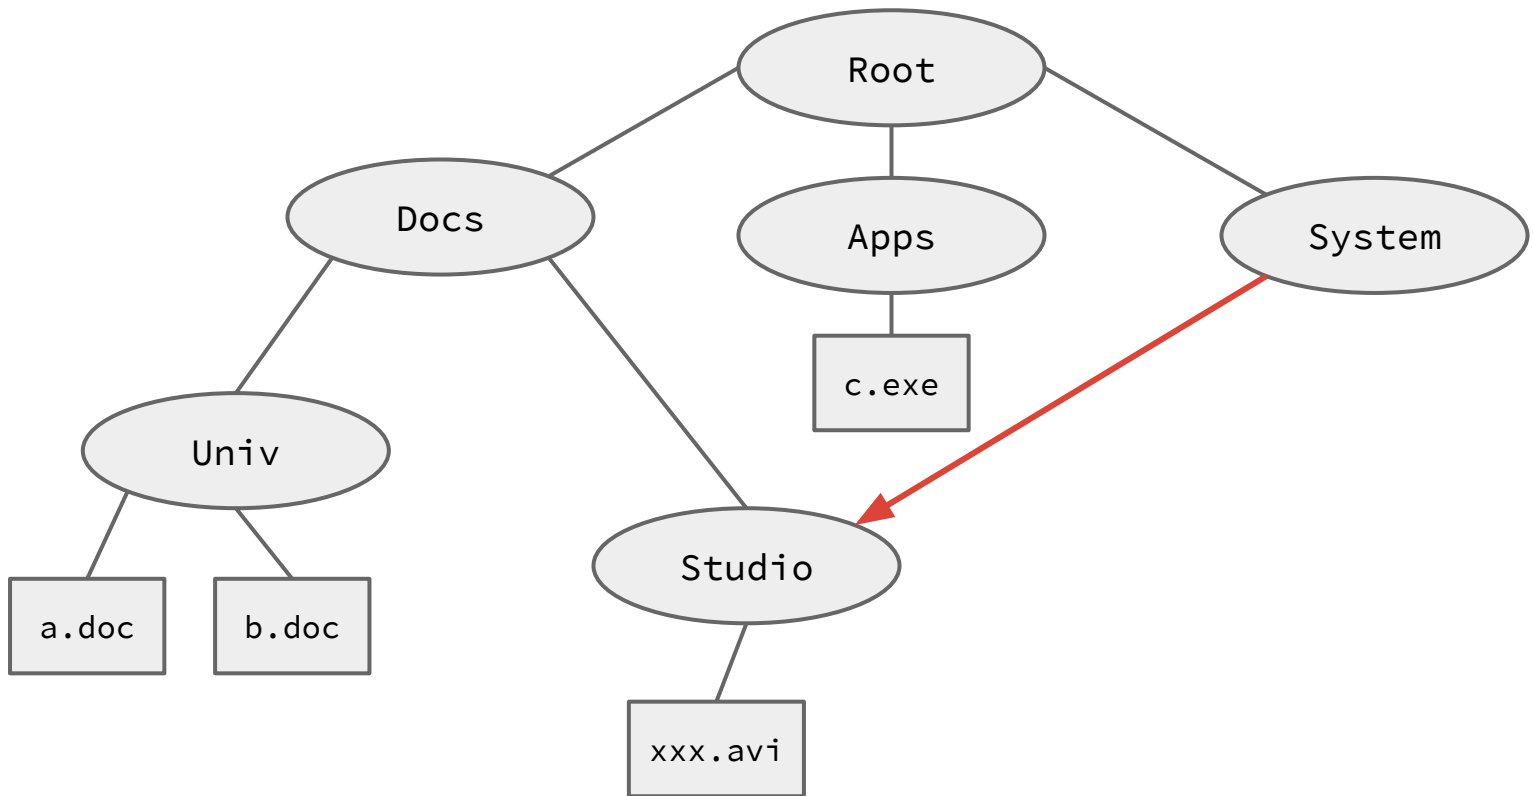 Root
Docs
Apps
System
c.exe
Univ
Studio
a.doc
b.doc
xxx.avi